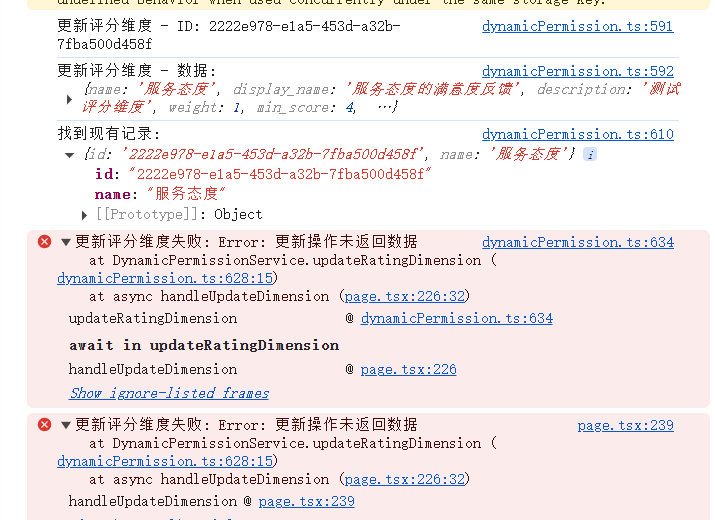 undefined behavior when used concurrently under the same storage key.
更新评分维度 - ID: 2222e978-e1a5-453d-a32b- dynamicPermission.ts:591
7fba500d458f
更新评分维度 - 数据: dynamicPermission.ts:592
{name: '服务态度', display_name: '服务态度的满意度反馈', description: '测试
评分维度', weight: 1, min_score: 4, …}
找到现有记录: dynamicPermission.ts:610
{id: '2222e978-e1a5-453d-a32b-7fba500d458f', name: '服务态度'} i
id: "2222e978-e1a5-453d-a32b-7fba500d458f"
name: "服务态度"
[[Prototype]]: Object
更新评分维度失败: Error: 更新操作未返回数据 dynamicPermission.ts:634
at DynamicPermissionService.updateRatingDimension (
dynamicPermission.ts:628:15)
at async handleUpdateDimension (page.tsx:226:32)
updateRatingDimension @ dynamicPermission.ts:634
await in updateRatingDimension
handleUpdateDimension @ page.tsx:226
Show ignore-listed frames
更新评分维度失败: Error: 更新操作未返回数据 page.tsx:239
at DynamicPermissionService.updateRatingDimension (
dynamicPermission.ts:628:15)
at async handleUpdateDimension (page.tsx:226:32)
handleUpdateDimension @ page.tsx:239